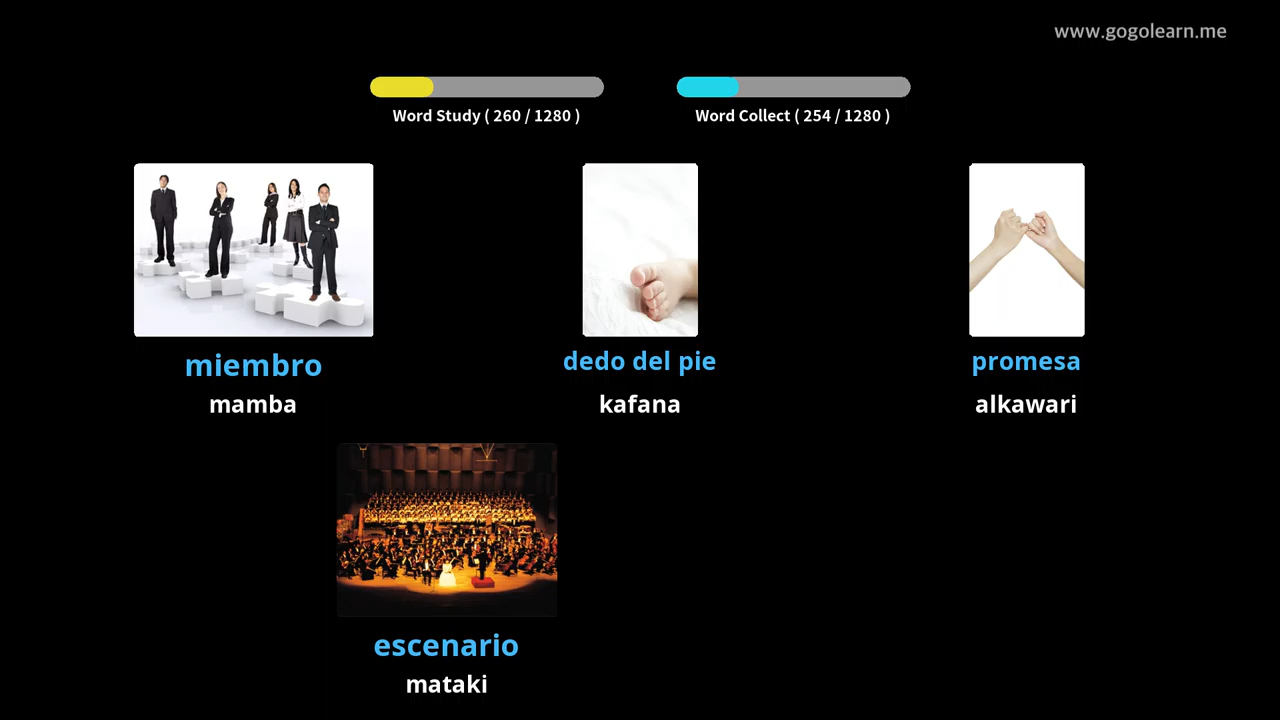 www.gogolearn.me
Word Study ( 260 / 1280 )
Word Collect ( 254 / 1280 )
miembro
mamba
dedo del pie
kafana
promesa
alkawari
escenario
mataki